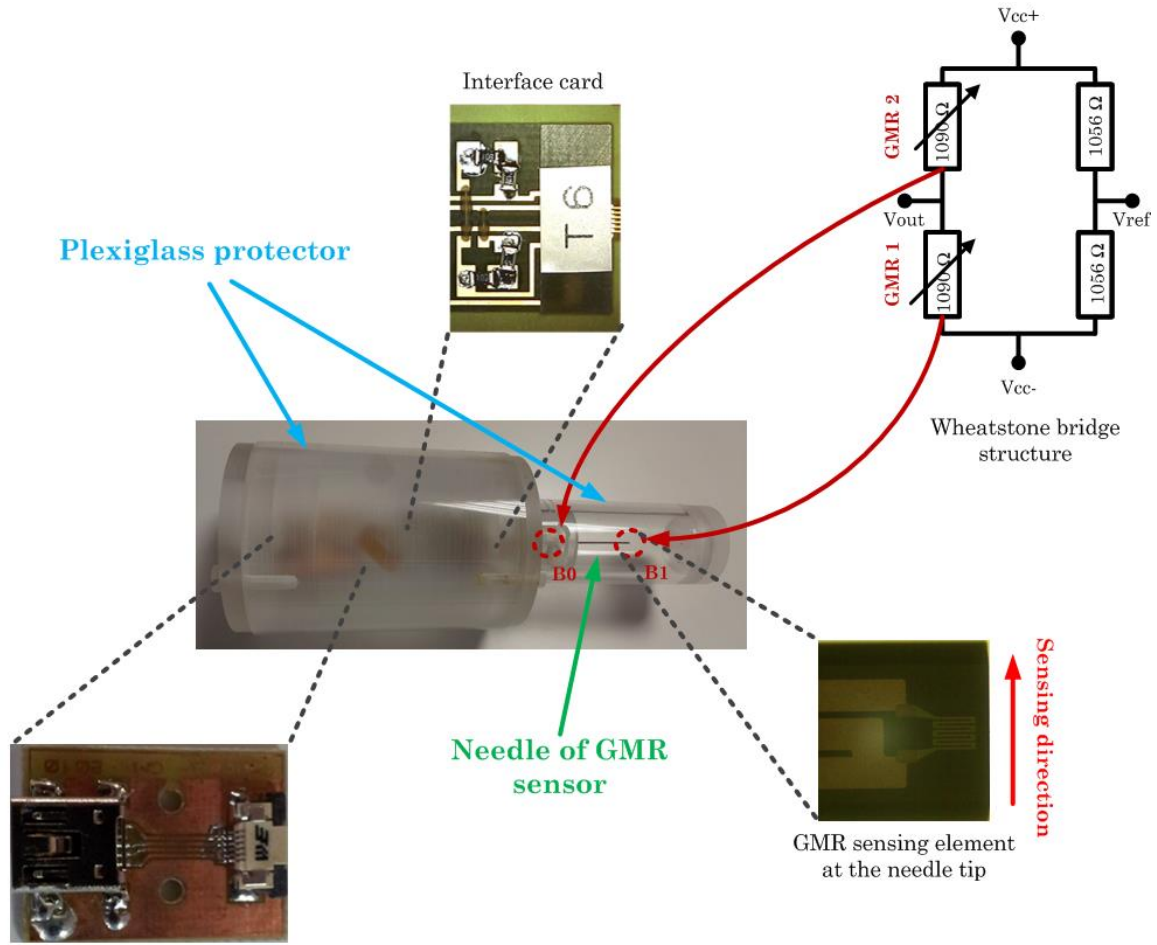 Vcc+
Interface card
GMR 2
1090 Ω
1056 Ω
T6
Vout
Vref
Plexiglass protector
GMR 1
1090 Ω
1056 Ω
Vcc-
Wheatstone bridge
structure
B0
B1
Sensing direction
Needle of GMR
sensor
WE
GMR sensing element
at the needle tip